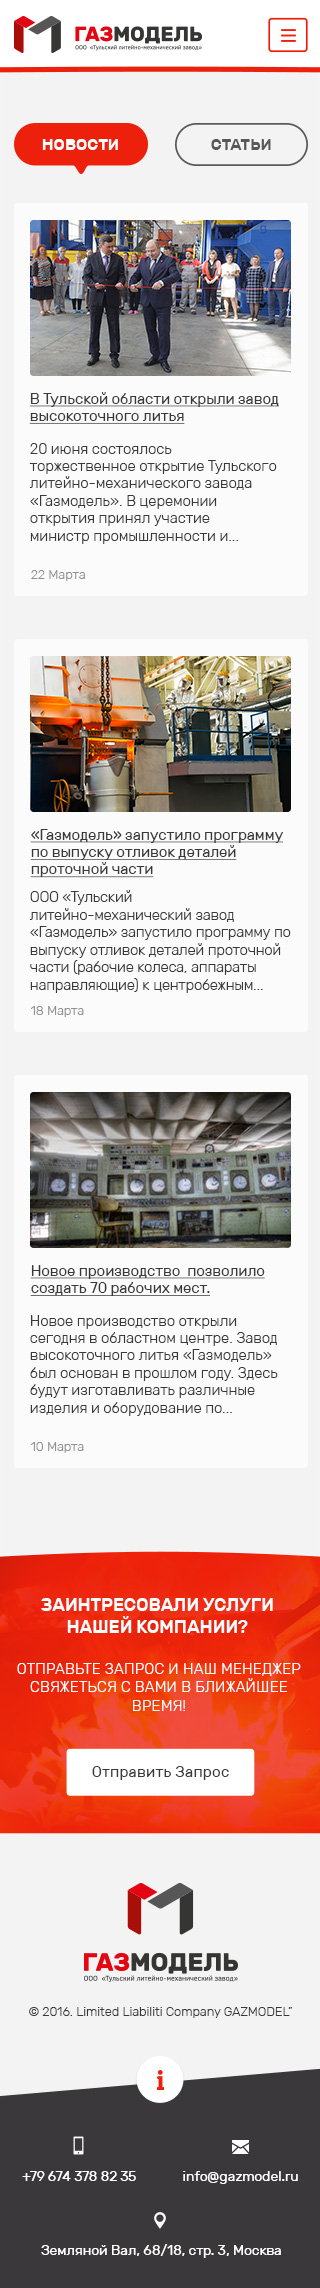 ГАЗМОДЕЛЬ
ООО «Тульский литейно-механический завод»
НОВОСТИ
СТАТЬИ
В Тульской области открыли завод
высокоточного литья
20 июня состоялось
торжественное открытие Тульского
литейно-механического завода
«Газмодель». В церемонии
открытия принял участие
министр промышленности и...
22 Марта
«Газмодель» запустило программу
по выпуску отливок деталей
проточной части
ООО «Тульский
литейно-механический завод
«Газмодель» запустило программу по
выпуску отливок деталей проточной
части (рабочие колеса, аппараты
направляющие) к центробежным...
18 Марта
Новое производство  позволило
создать 70 рабочих мест.
Новое производство открыли
сегодня в областном центре. Завод
высокоточного литья «Газмодель»
был основан в прошлом году. Здесь
будут изготавливать различные
изделия и оборудование по...
10 Марта
ЗАИНТРЕСОВАЛИ УСЛУГИ
НАШЕЙ КОМПАНИИ?
ОТПРАВЬТЕ ЗАПРОС И НАШ МЕНЕДЖЕР
СВЯЖЕТЬСЯ С ВАМИ В БЛИЖАЙШЕЕ
ВРЕМЯ!
Отправить Запрос
ГАЗМОДЕЛЬ
ООО «Тульский литейно-механический завод»
© 2016. Limited Liabiliti Company GAZMODEL”
i
+79 674 378 82 35
info@gazmodel.ru
Земляной Вал, 68/18, стр. 3, Москва